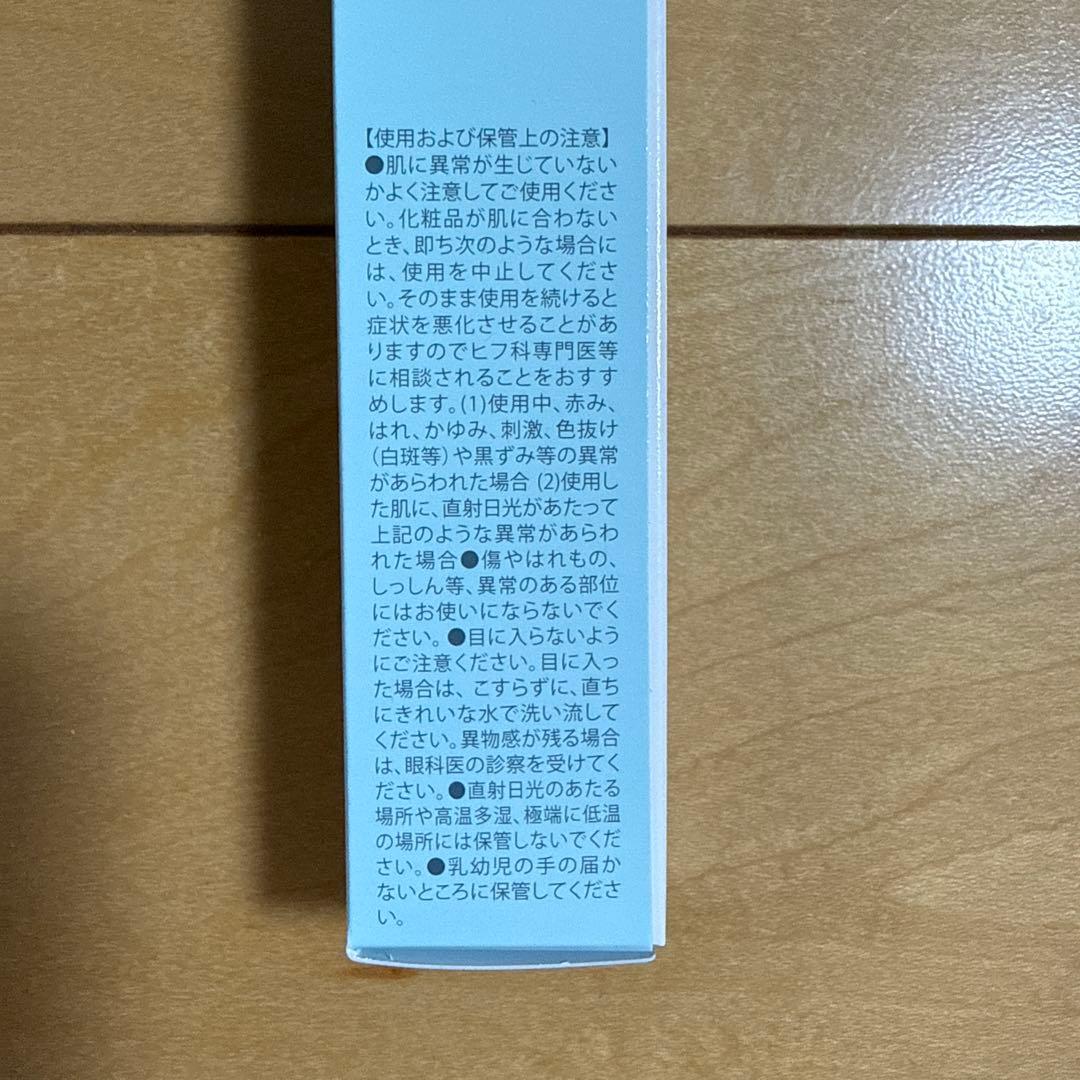 【使用および保管上の注意】
●肌に異常が生じていない
かよく注意してご使用くださ
い。化粧品が肌に合わない
とき、即ち次のような場合に
は、使用を中止してくださ
い。そのまま使用を続けると
症状を悪化させることがあ
りますのでヒフ科専門医等
に相談されることをおすす
めします。(1)使用中、赤み、
はれ、かゆみ、刺激、色抜け
（白斑等）や黒ずみ等の異常
があらわれた場合 (2)使用し
た肌に、直射日光があたって
上記のような異常があらわ
れた場合●傷やはれもの、
しっしん等、異常のある部位
にはお使いにならないでく
ださい。●目に入らないよう
にご注意ください。目に入っ
た場合は、こすらずに、直ち
にきれいな水で洗い流して
ください。異物感が残る場合
は、眼科医の診察を受けてく
ださい。●直射日光のあたる
場所や高温多湿、極端に低温
の場所には保管しないでくだ
さい。●乳幼児の手の届か
ないところに保管してくださ
い。